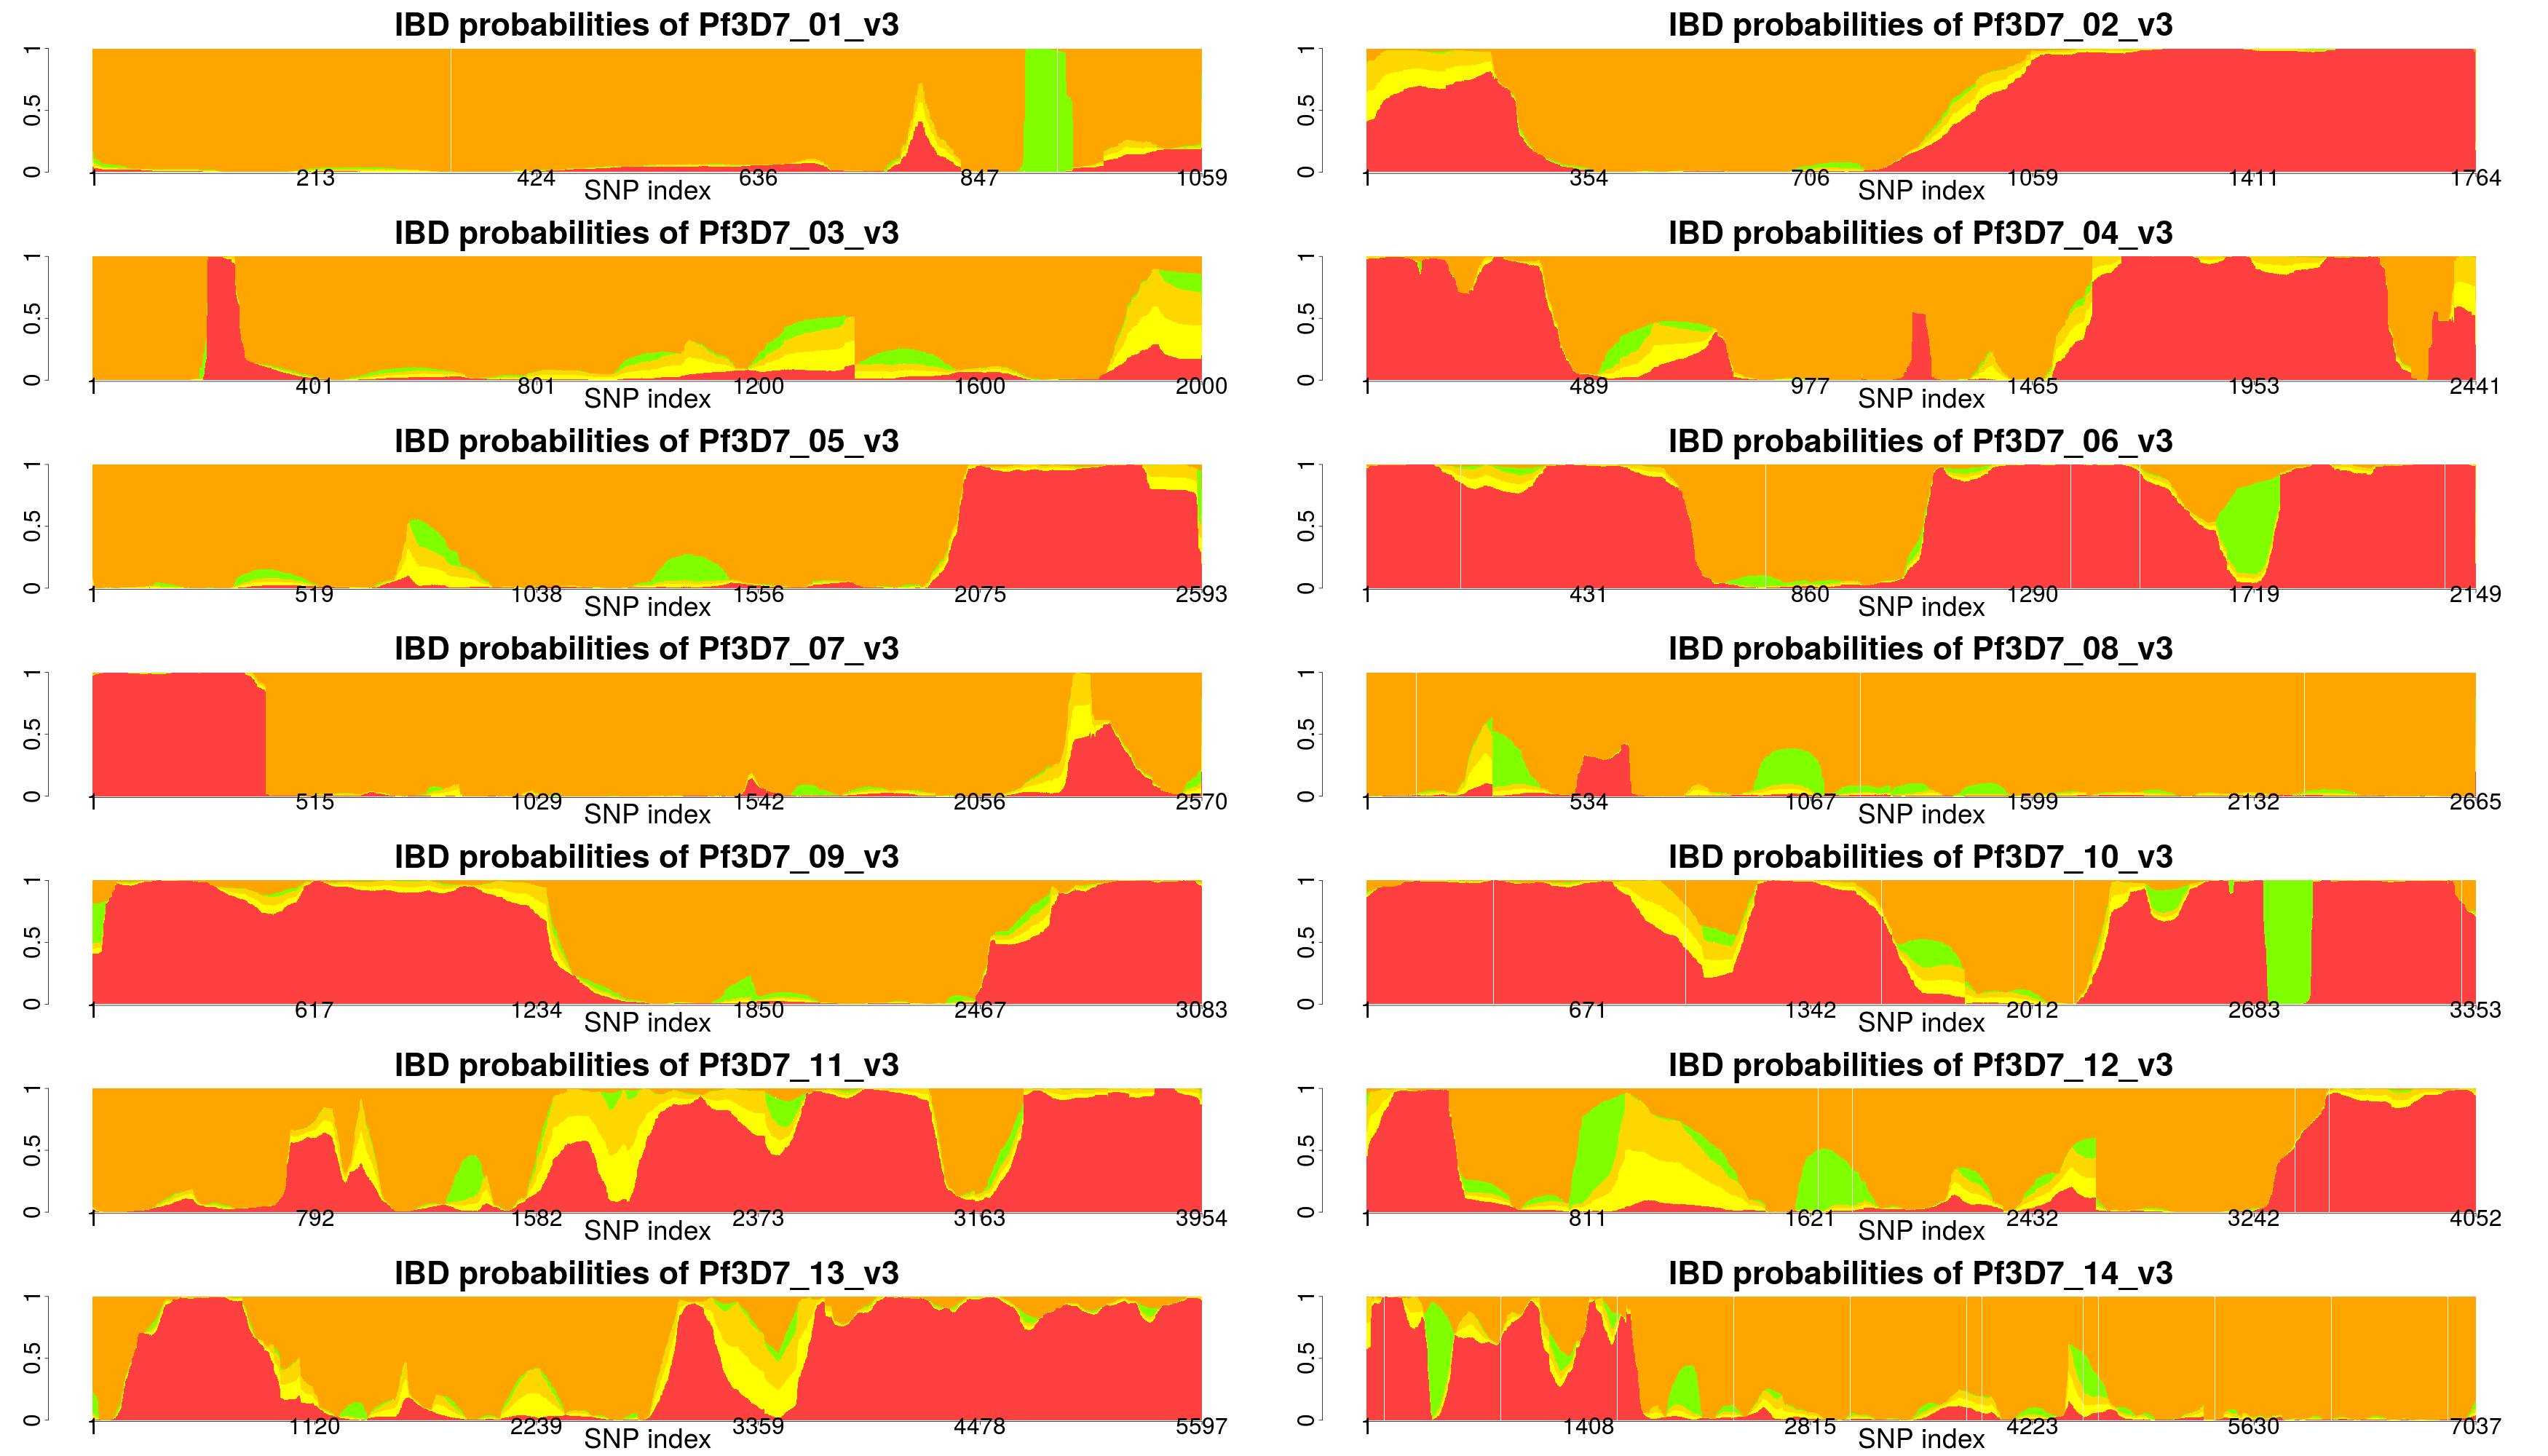 IBD probabilities of Pf3D7_01_v3
0 0.5 1
1 213 424 636 847 1059
SNP index
IBD probabilities of Pf3D7_02_v3
0 0.5 1
1 354 706 1059 1411 1764
SNP index
IBD probabilities of Pf3D7_03_v3
0 0.5 1
1 401 801 1200 1600 2000
SNP index
IBD probabilities of Pf3D7_04_v3
0 0.5 1
1 489 977 1465 1953 2441
SNP index
IBD probabilities of Pf3D7_05_v3
0 0.5 1
1 519 1038 1556 2075 2593
SNP index
IBD probabilities of Pf3D7_06_v3
0 0.5 1
1 431 860 1290 1719 2149
SNP index
IBD probabilities of Pf3D7_07_v3
0 0.5 1
1 515 1029 1542 2056 2570
SNP index
IBD probabilities of Pf3D7_08_v3
0 0.5 1
1 534 1067 1599 2132 2665
SNP index
IBD probabilities of Pf3D7_09_v3
0 0.5 1
1 617 1234 1850 2467 3083
SNP index
IBD probabilities of Pf3D7_10_v3
0 0.5 1
1 671 1342 2012 2683 3353
SNP index
IBD probabilities of Pf3D7_11_v3
0 0.5 1
1 792 1582 2373 3163 3954
SNP index
IBD probabilities of Pf3D7_12_v3
0 0.5 1
1 811 1621 2432 3242 4052
SNP index
IBD probabilities of Pf3D7_13_v3
0 0.5 1
1 1120 2239 3359 4478 5597
SNP index
IBD probabilities of Pf3D7_14_v3
0 0.5 1
1 1408 2815 4223 5630 7037
SNP index